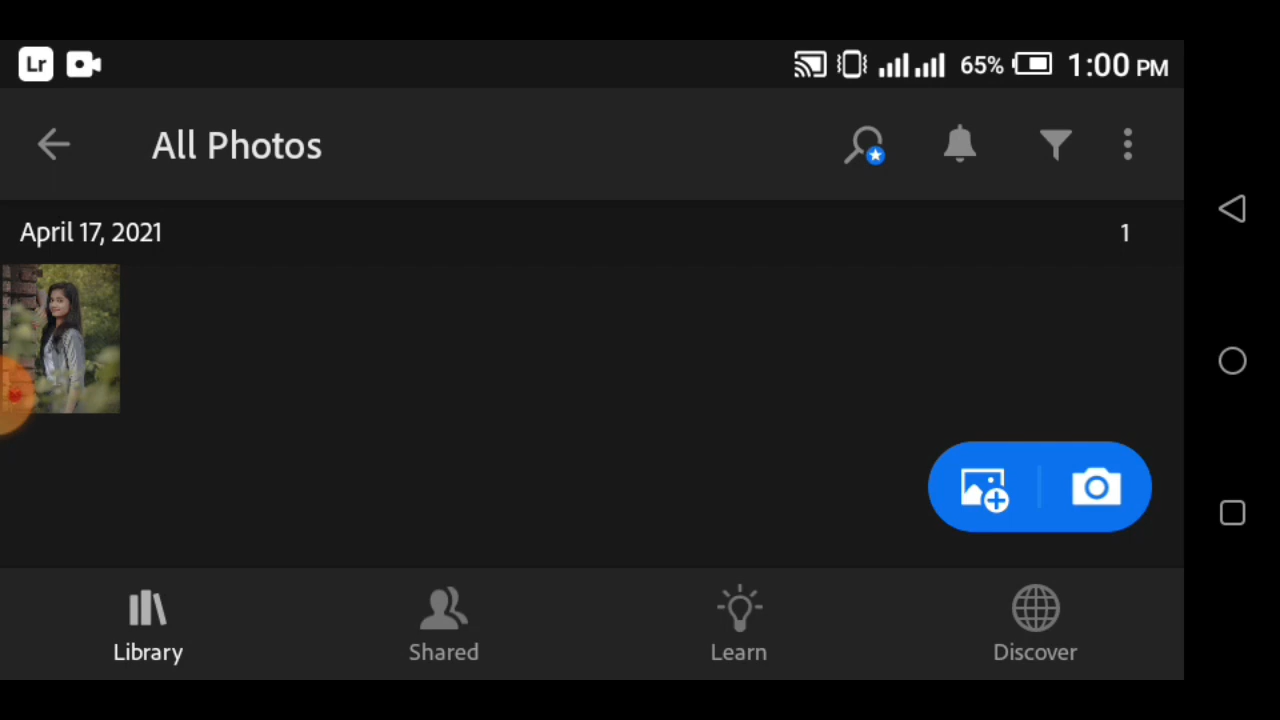 Lr 65% 1:00 PM
All Photos
April 17, 2021 1
Library Shared Learn Discover